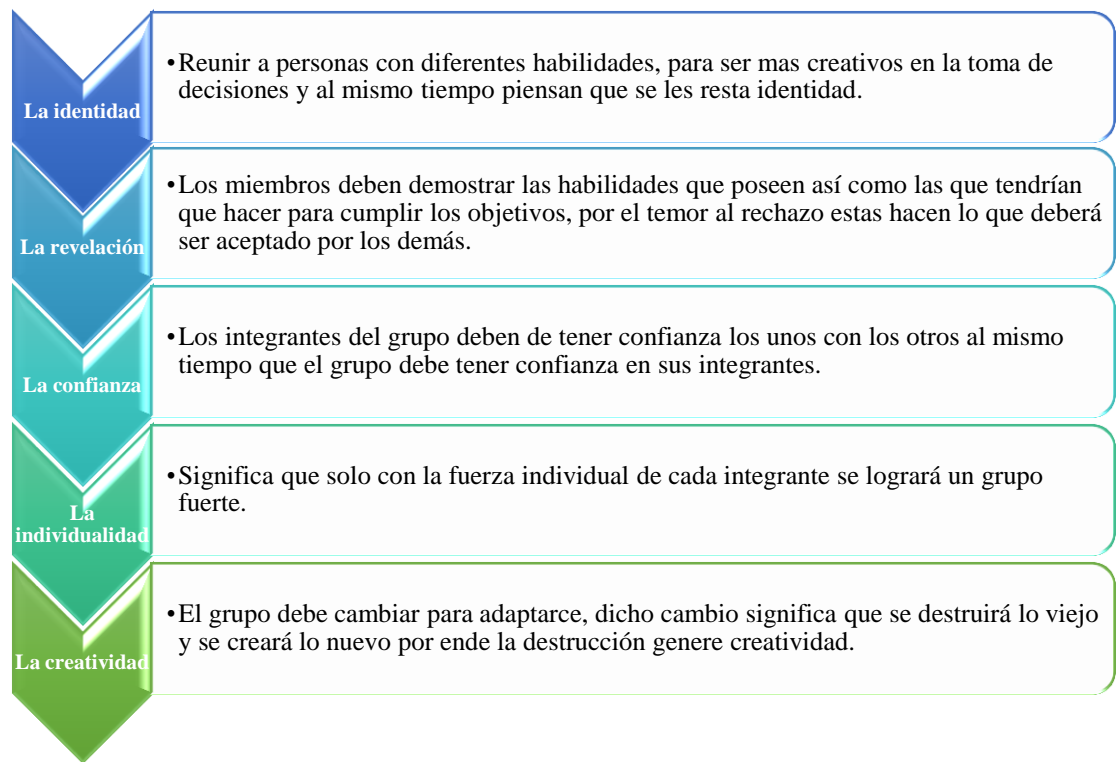 La identidad
•Reunir a personas con diferentes habilidades, para ser mas creativos en la toma de
decisiones y al mismo tiempo piensan que se les resta identidad.
La revelación
•Los miembros deben demostrar las habilidades que poseen así como las que tendrían
que hacer para cumplir los objetivos, por el temor al rechazo estas hacen lo que deberá
ser aceptado por los demás.
La confianza
•Los integrantes del grupo deben de tener confianza los unos con los otros al mismo
tiempo que el grupo debe tener confianza en sus integrantes.
La
individualidad
•Significa que solo con la fuerza individual de cada integrante se logrará un grupo
fuerte.
La creatividad
•El grupo debe cambiar para adaptarce, dicho cambio significa que se destruirá lo viejo
y se creará lo nuevo por ende la destrucción genere creatividad.